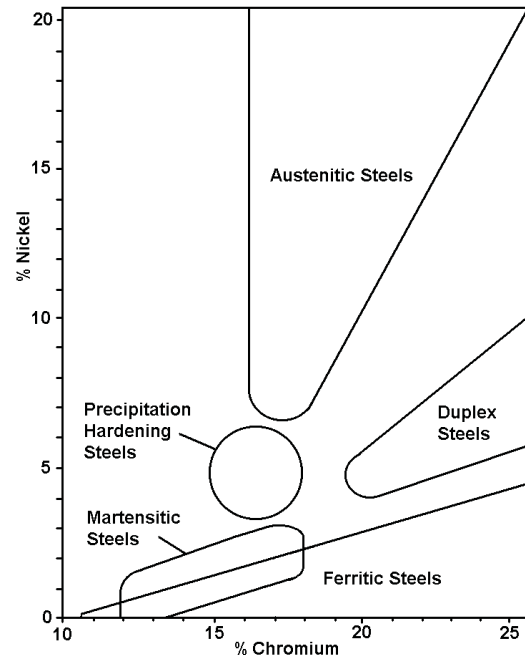 20
15
10
5
0
% Nickel
Austenitic Steels
Precipitation
Hardening
Steels
Duplex
Steels
Martensitic
Steels
Ferritic Steels
10
15
20
25
% Chromium